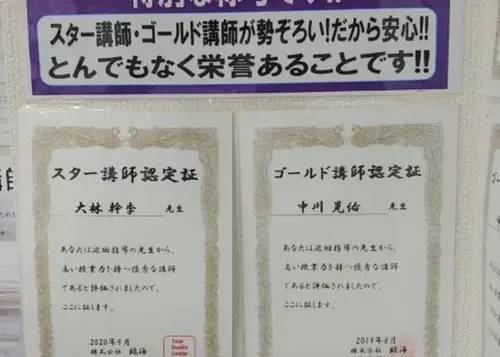 スター講師・ゴールド講師が勢ぞろい!だから安心!!
とんでもなく栄誉あることです!!
スター講師認定証
大林 幹季 先生
あなたは巡回指導の先生から、
高い授業力を持つ優秀な講師
であると評価されましたので、
ここに証します。
2020年9月
株式会社 臨海
Total
Quality
Center
ゴールド講師認定証
中川 晃佑 先生
あなたは巡回指導の先生から、
高い授業力を持つ優秀な講師
であると評価されましたので、
ここに証します。
2019年6月
株式会社 臨海